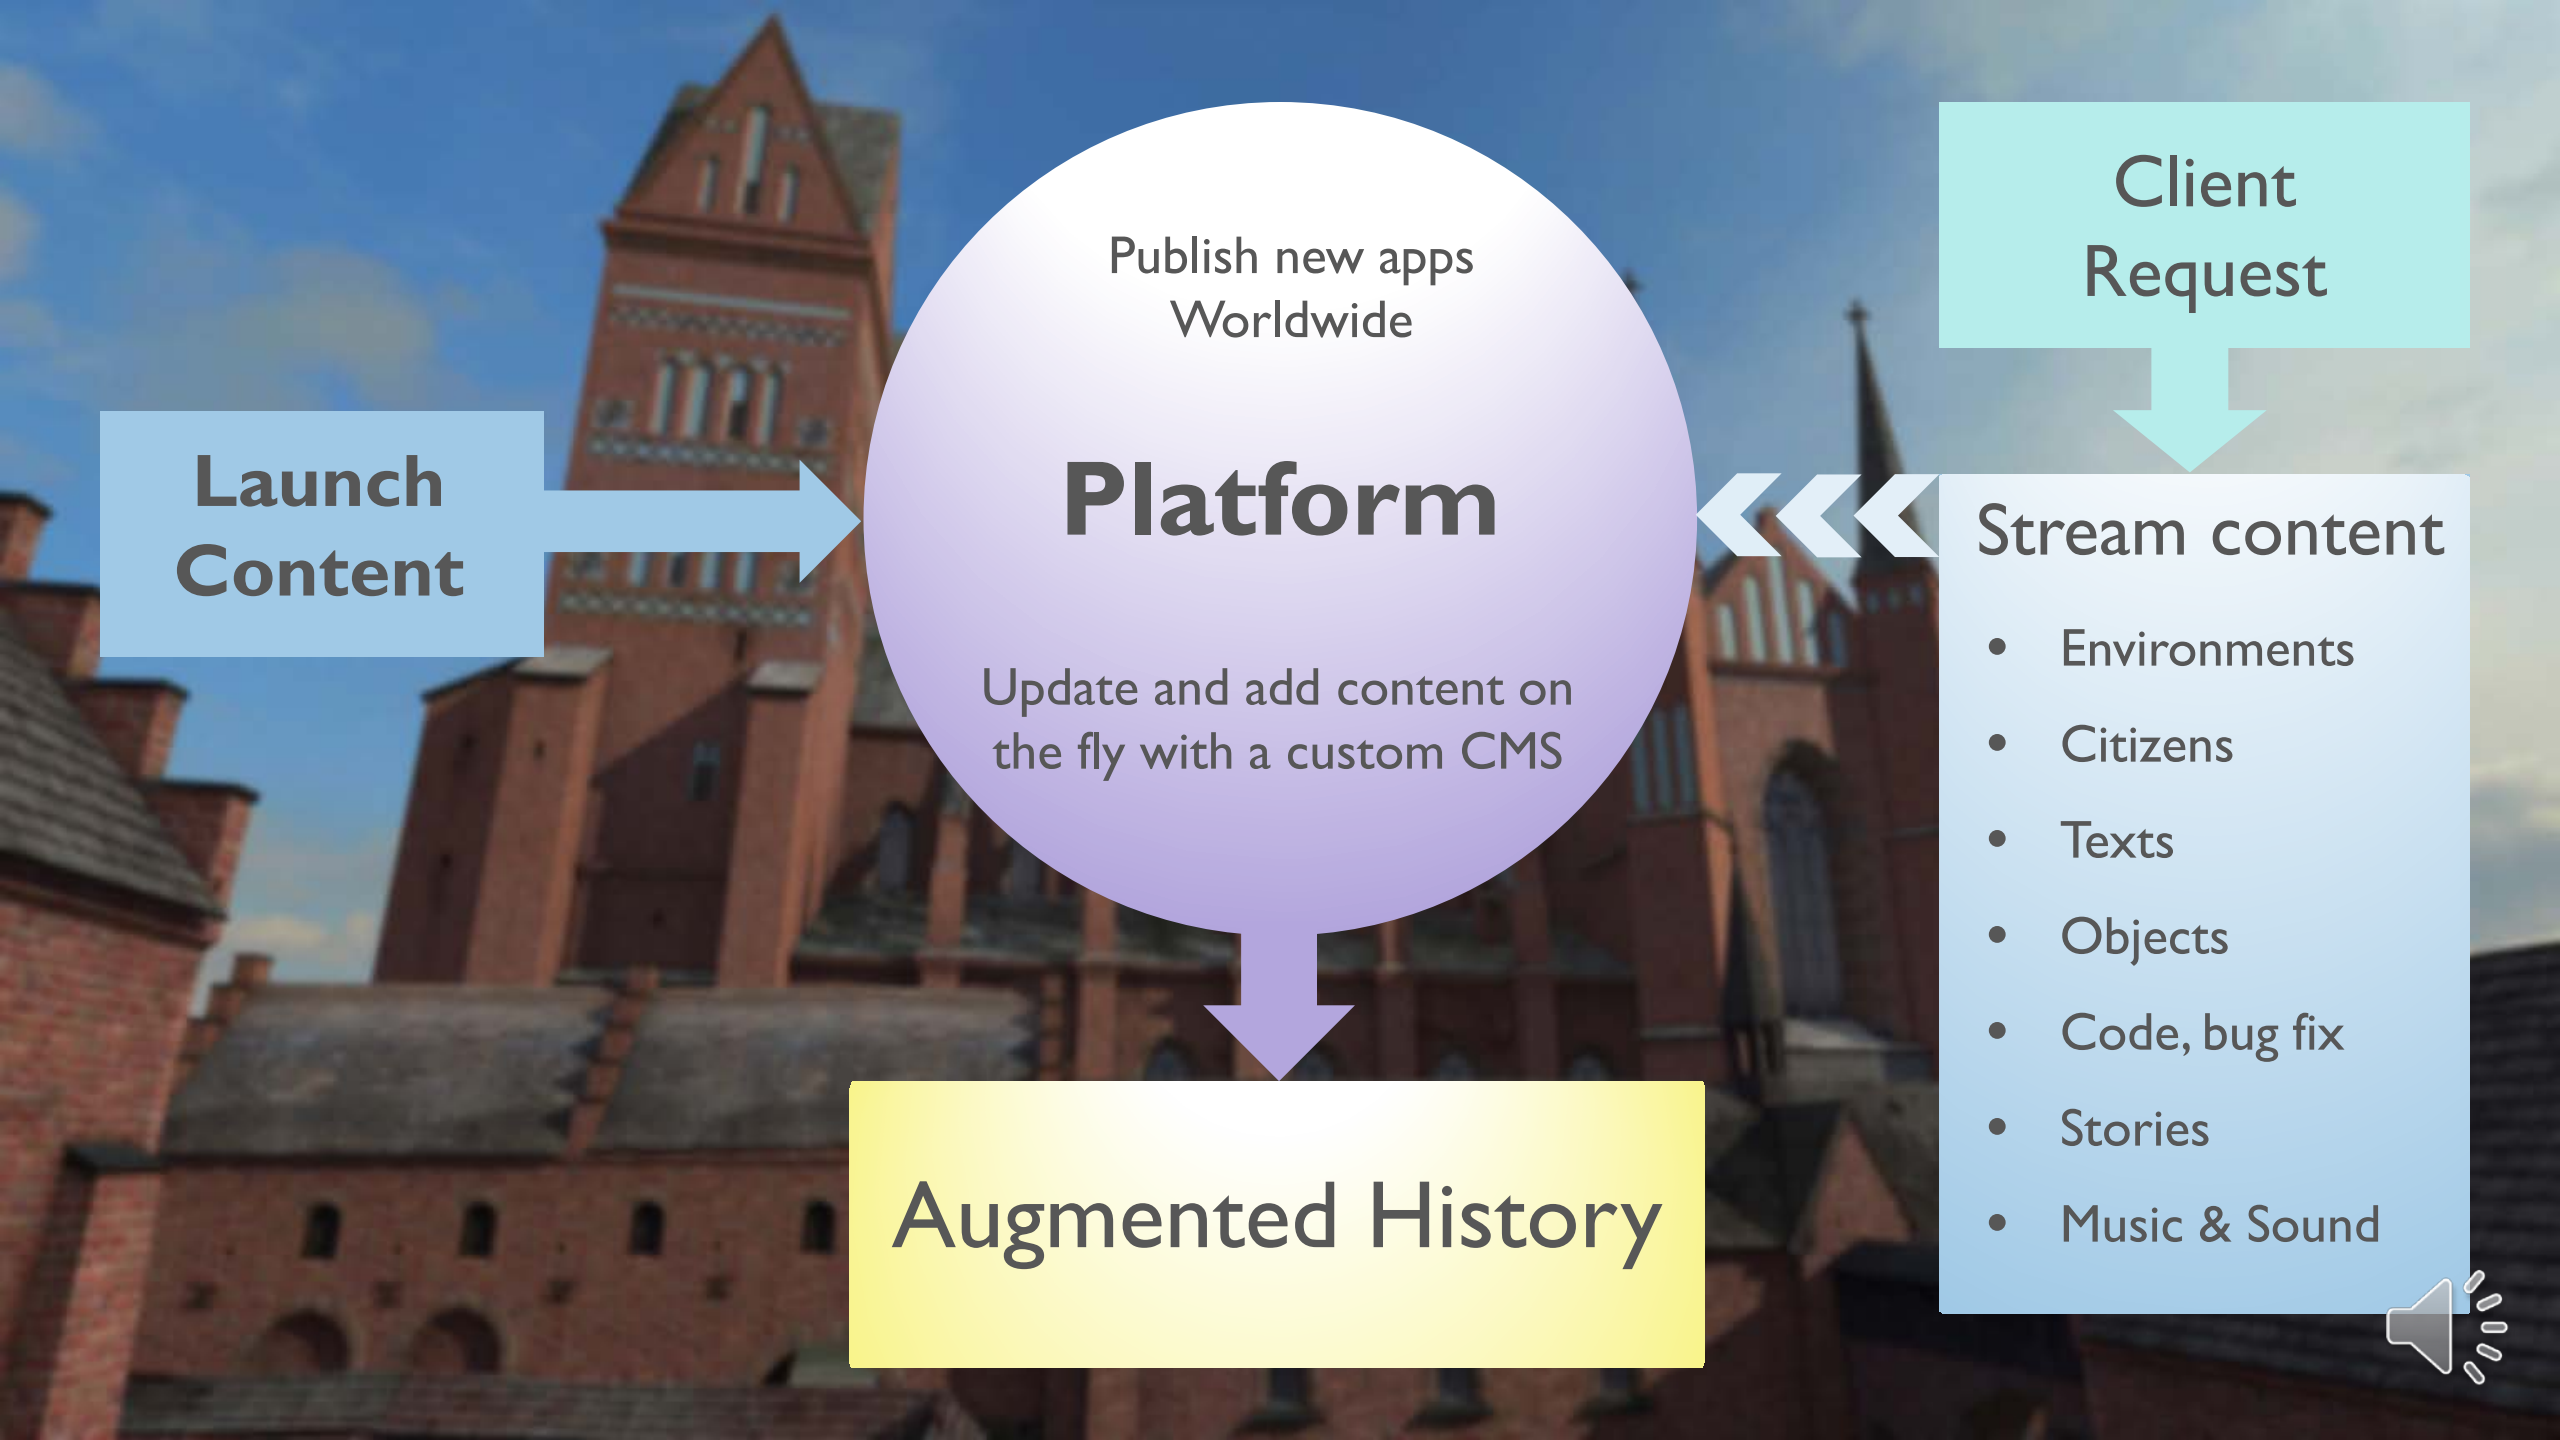 Launch
Content
Publish new apps
Worldwide
Platform
Update and add content on
the fly with a custom CMS
Augmented History
Client
Request
Stream content
• Environments
• Citizens
• Texts
• Objects
• Code, bug fix
• Stories
• Music & Sound